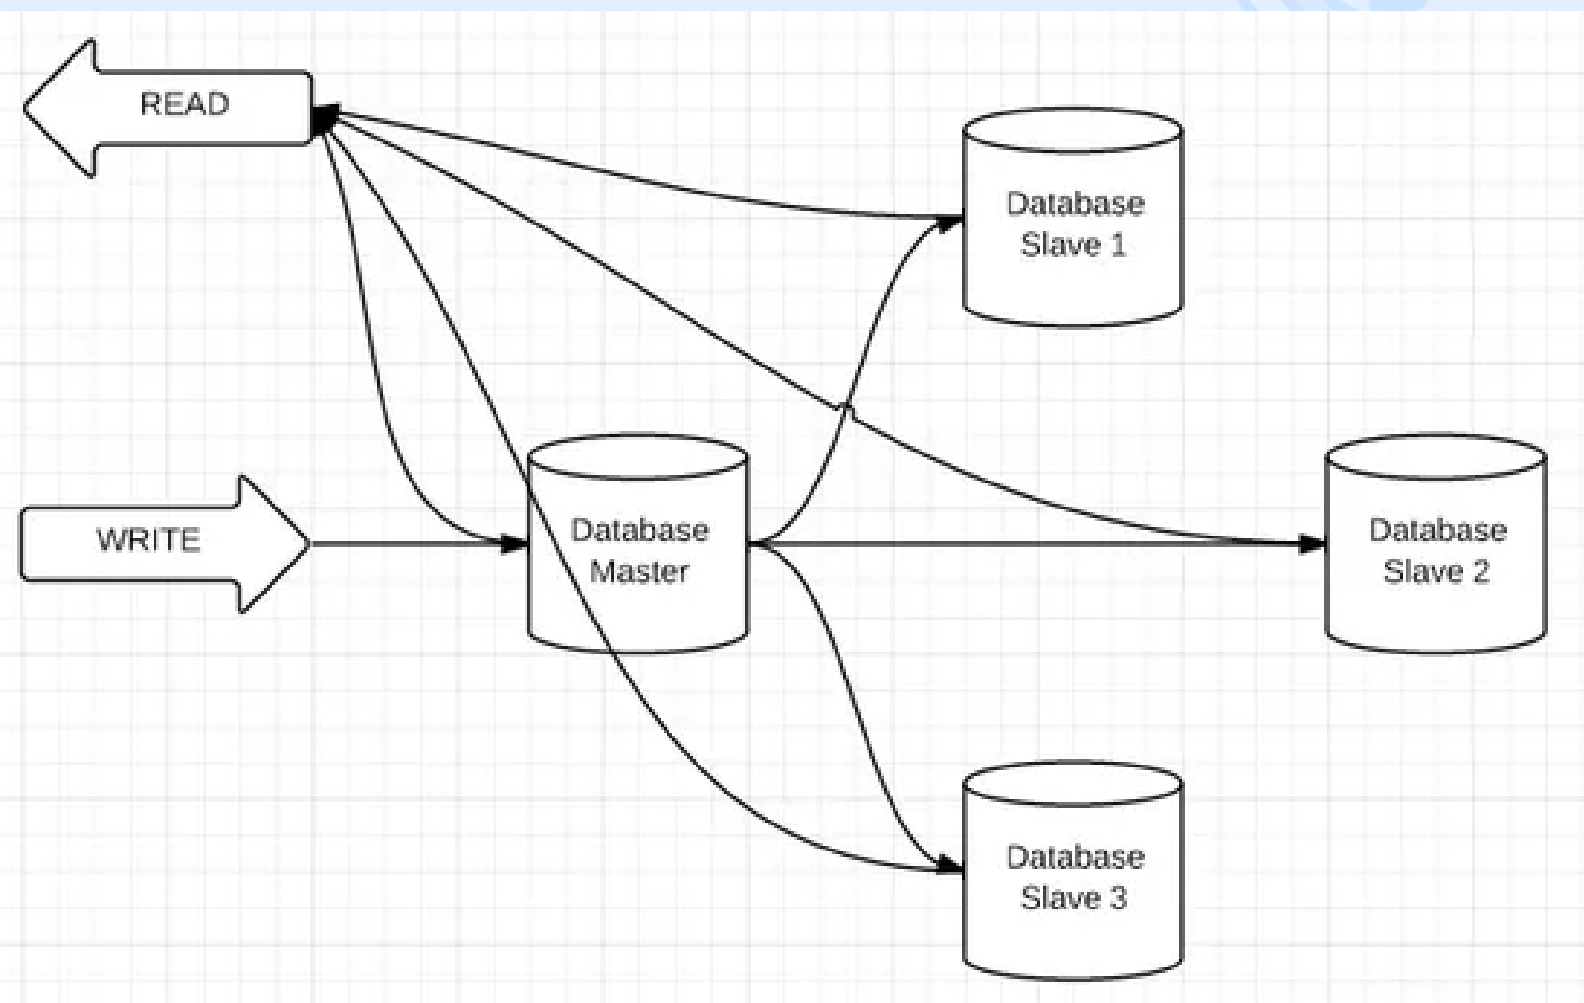 READ
Database
Slave 1
WRITE
Database
Master
Database
Slave 2
Database
Slave 3